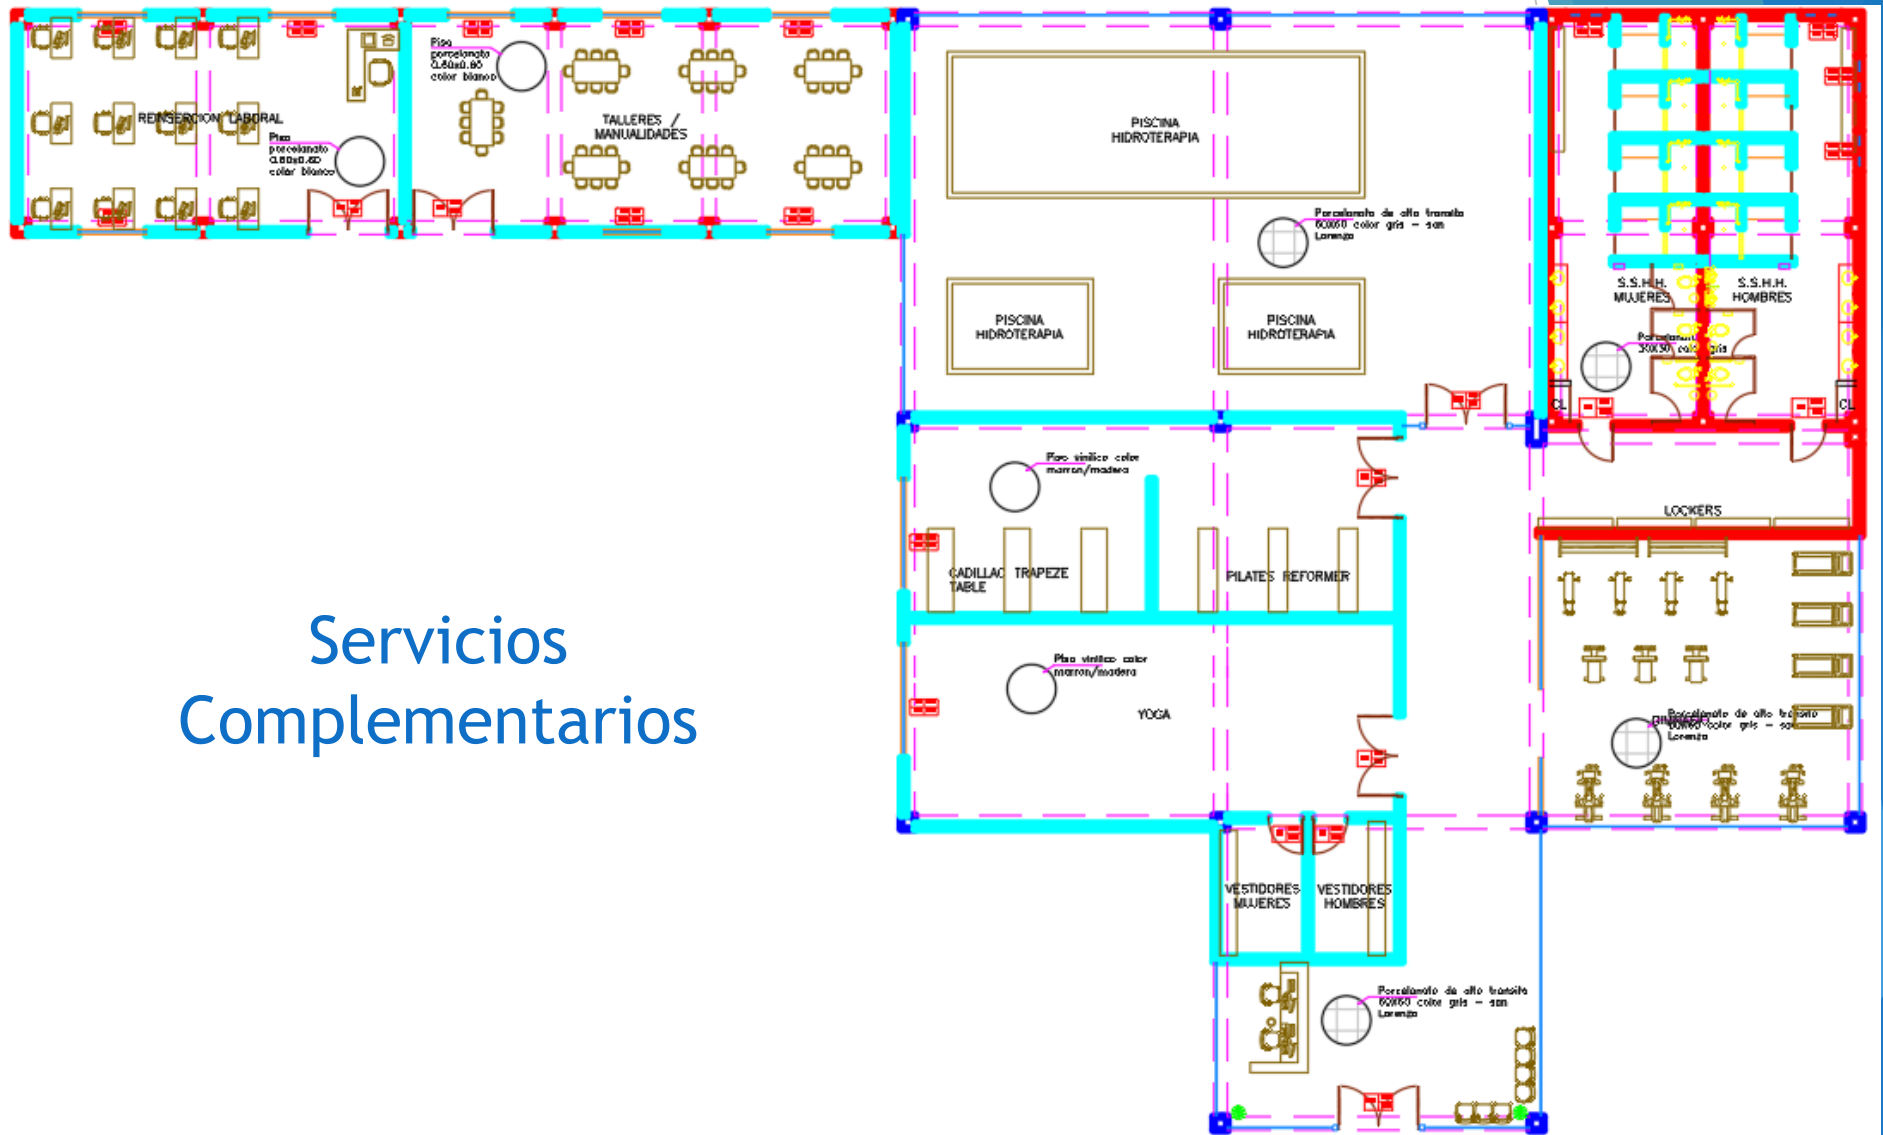 REINSERCION LABORAL
Piso
porcelanato
0.60x0.60
color blanco
Piso
porcelanato
0.60x0.60
color blanco
TALLERES /
MANUALIDADES
PISCINA
HIDROTERAPIA
Porcelanato de alto transito
60X60 color gris - san
Lorenzo
PISCINA
HIDROTERAPIA
PISCINA
HIDROTERAPIA
S.S.H.H.
MUJERES
S.S.H.H.
HOMBRES
Porcelanato
30X30 color gris
CL
CL
LOCKERS
Piso vinilico color
marron/madera
CADILLAC TRAPEZE
TABLE
PILATES REFORMER
Piso vinilico color
marron/madera
YOGA
Porcelanato de alto transito
60X60 color gris - san
Lorenzo
VESTIDORES
MUJERES
VESTIDORES
HOMBRES
Porcelanato de alto transito
60X60 color gris - san
Lorenzo
Servicios
Complementarios